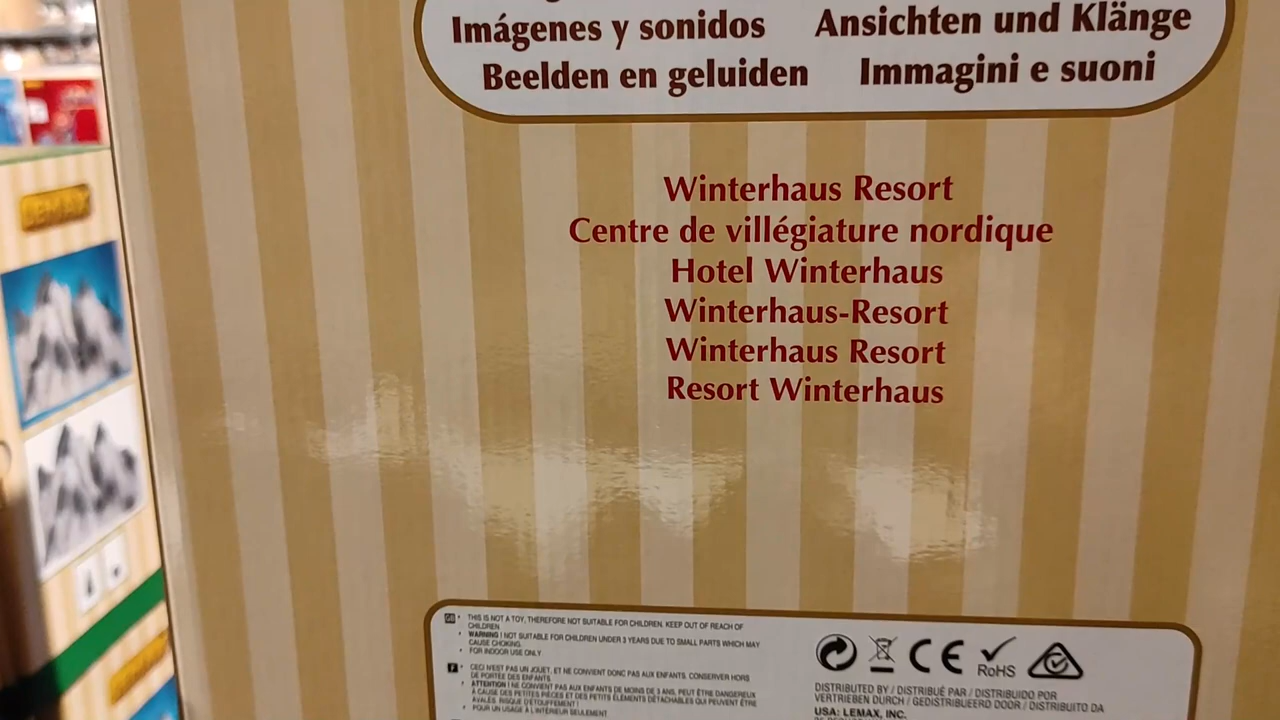 Imágenes y sonidos
Ansichten und Klänge
Beelden en geluiden
Immagini e suoni
Winterhaus Resort
Centre de villégiature nordique
Hotel Winterhaus
Winterhaus-Resort
Winterhaus Resort
Resort Winterhaus
LEMAX
GB
THIS IS NOT A TOY, THEREFORE NOT SUITABLE FOR CHILDREN. KEEP OUT OF REACH OF
CHILDREN.
WARNING! NOT SUITABLE FOR CHILDREN UNDER 3 YEARS DUE TO SMALL PARTS WHICH MAY
CAUSE CHOKING.
FOR INDOOR USE ONLY
F
CECI N'EST PAS UN JOUET, ET NE CONVIENT DONC PAS AUX ENFANTS. CONSERVER HORS
DE PORTÉE DES ENFANTS.
ATTENTION ! NE CONVIENT PAS AUX ENFANTS DE MOINS DE 3 ANS, PEUT ÊTRE DANGEREUX
À CAUSE DES PETITES PIÈCES ET DES PETITS ÉLÉMENTS DÉTACHABLES QUI PEUVENT ÊTRE
AVALÉS. RISQUE D'ÉTOUFFEMENT !
POUR UN USAGE À L'INTÉRIEUR SEULEMENT
CE
RoHS
DISTRIBUTED BY / DISTRIBUÉ PAR / DISTRIBUIDO POR
VERTRIEBEN DURCH / GEDISTRIBUEERD DOOR / DISTRIBUITO DA
USA: LEMAX, INC.